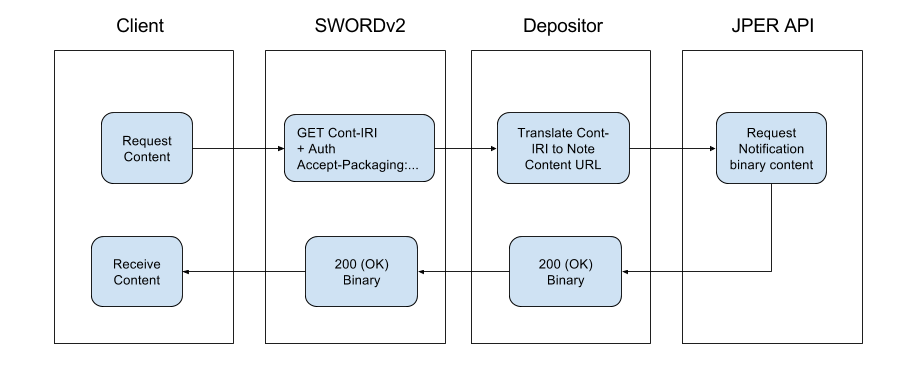 Client
SWORDv2
Depositor
JPER API
Request
Content
GET Cont-IRI
+ Auth
Accept-Packaging:...
Translate Cont-
IRI to Note
Content URL
Request
Notification
binary content
Receive
Content
200 (OK)
Binary
200 (OK)
Binary